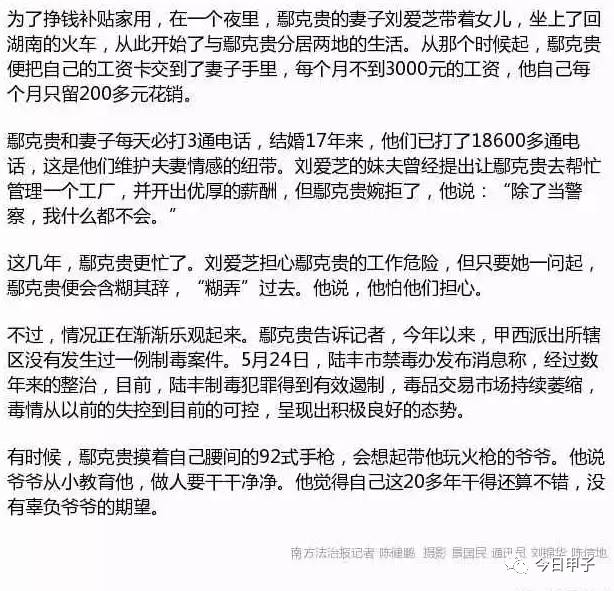 为了挣钱补贴家用，在一个夜里，鄢克贵的妻子刘爱芝带着女儿，坐上了回
湖南的火车，从此开始了与鄢克贵分居两地的生活。从那个时候起，鄢克贵
便把自己的工资卡交到了妻子手里，每个月不到3000元的工资，他自己每
个月只留200多元花销。
鄢克贵和妻子每天必打3通电话，结婚17年来，他们已打了18600多通电
话，这是他们维护夫妻情感的纽带。刘爱芝的妹夫曾经提出让鄢克贵去帮忙
管理一个工厂，并开出优厚的薪酬，但鄢克贵婉拒了，他说：“除了当警
察，我什么都不会。”
这几年，鄢克贵更忙了。刘爱芝担心鄢克贵的工作危险，但只要她一问起，
鄢克贵便会含糊其辞，“糊弄”过去。他说，他怕他们担心。
不过，情况正在渐渐乐观起来。鄢克贵告诉记者，今年以来，甲西派出所辖
区没有发生过一例制毒案件。5月24日，陆丰市禁毒办发布消息称，经过数
年来的整治，目前，陆丰制毒犯罪得到有效遏制，毒品交易市场持续萎缩，
毒情从以前的失控到目前的可控，呈现出积极良好的态势。
有时候，鄢克贵摸着自己腰间的92式手枪，会想起带他玩火枪的爷爷。他说
爷爷从小教育他，做人要干干净净。他觉得自己这20多年干得还算不错，没
有辜负爷爷的期望。
南方法治报记者 陈健鹏 摄影 景国民 通讯员 刘锦华 陈信地
今日甲子